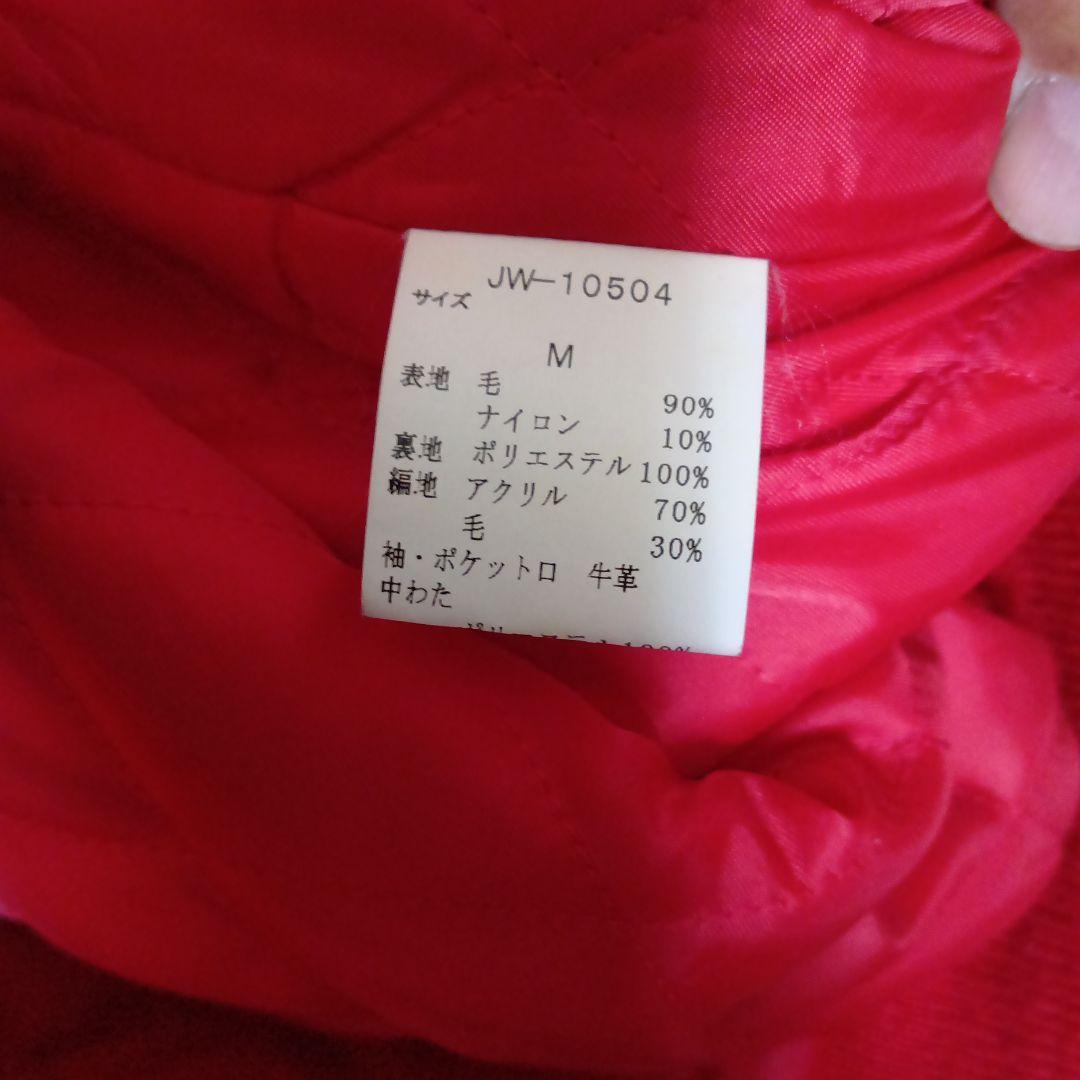 JW-10504
サイズ
M
表地 毛 90%
ナイロン 10%
裏地 ポリエステル 100%
編地 アクリル 70%
毛 30%
袖・ポケット口 牛革
中わた